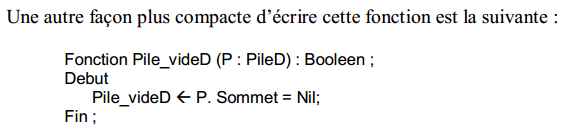 Une autre façon plus compacte d’écrire cette fonction est la suivante :
Fonction Pile_videD (P : PileD) : Booleen ;
Debut
Pile_videD ← P. Sommet = Nil;
Fin ;